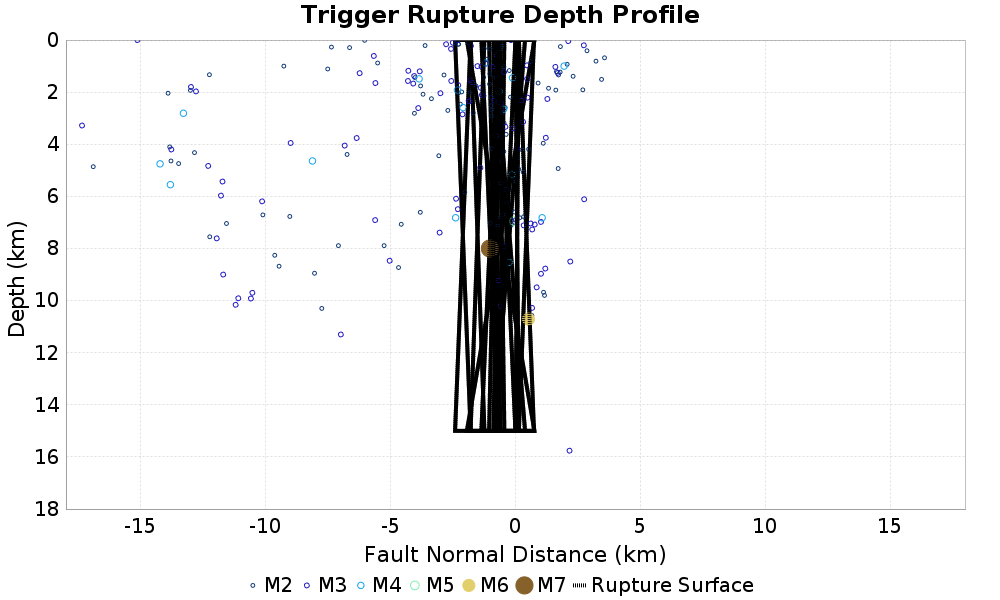 Trigger Rupture Depth Profile
Depth (km)
0
2
4
6
8
10
12
14
16
18
-15 -10 -5 0 5 10 15
Fault Normal Distance (km)
M2 M3 M4 M5 M6 M7 Rupture Surface